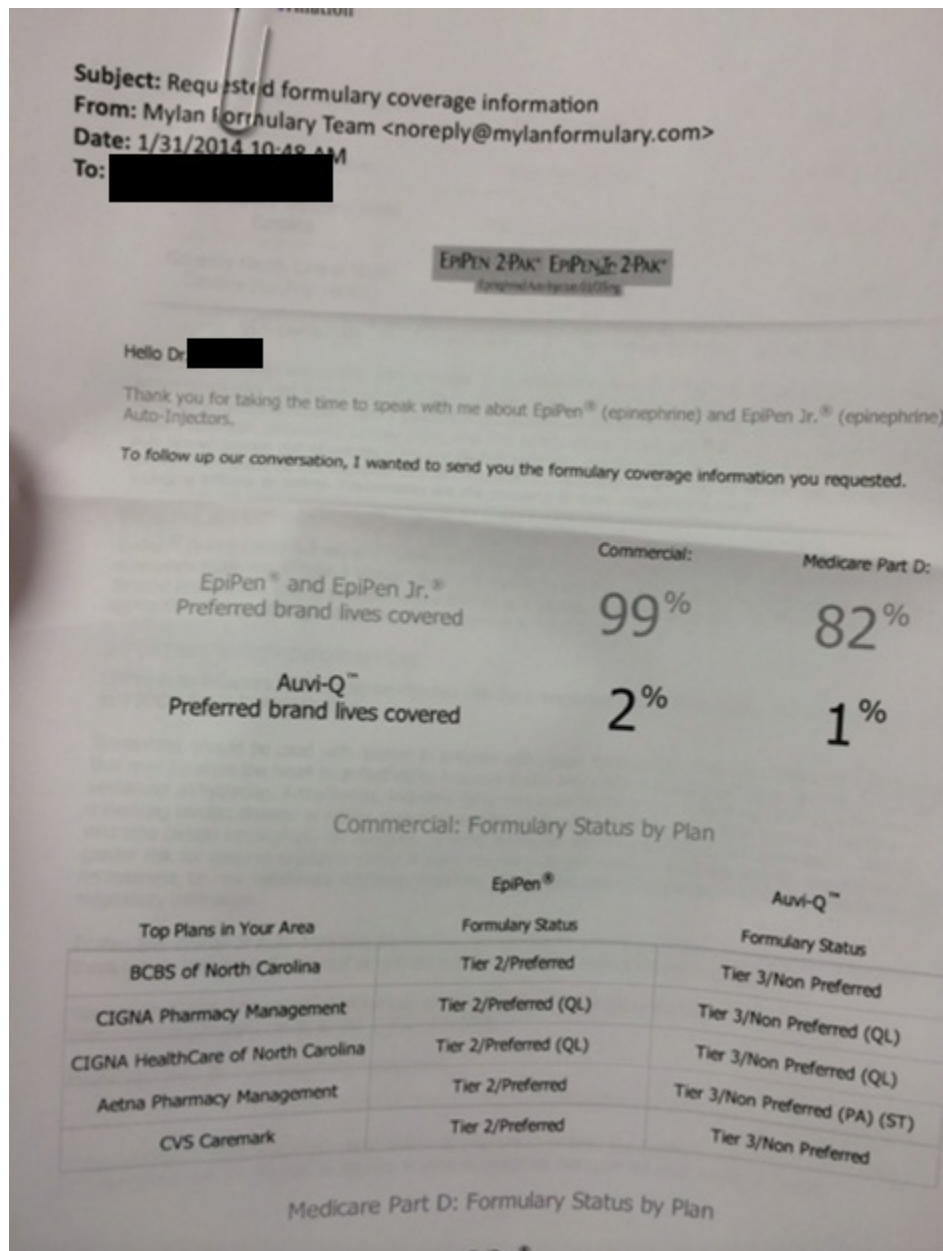 Subject: Requested formulary coverage information
From: Mylan Formulary Team <noreply@mylanformulary.com>
Date: 1/31/2014 10:48 AM
To:
EPIPEN 2-PAK® EPIPEN Jr 2-PAK®
Hello Dr
Thank you for taking the time to speak with me about EpiPen® (epinephrine) and EpiPen Jr.® (epinephrine)
Auto-Injectors.
To follow up our conversation, I wanted to send you the formulary coverage information you requested.
Commercial: Medicare Part D:
EpiPen® and EpiPen Jr.®
Preferred brand lives covered 99% 82%
Auvi-Q™
Preferred brand lives covered 2% 1%
Commercial: Formulary Status by Plan
EpiPen® Auvi-Q™
Top Plans in Your Area Formulary Status Formulary Status
BCBS of North Carolina Tier 2/Preferred Tier 3/Non Preferred
CIGNA Pharmacy Management Tier 2/Preferred (QL) Tier 3/Non Preferred (QL)
CIGNA HealthCare of North Carolina Tier 2/Preferred (QL) Tier 3/Non Preferred (QL)
Aetna Pharmacy Management Tier 2/Preferred Tier 3/Non Preferred (PA) (ST)
CVS Caremark Tier 2/Preferred Tier 3/Non Preferred
Medicare Part D: Formulary Status by Plan